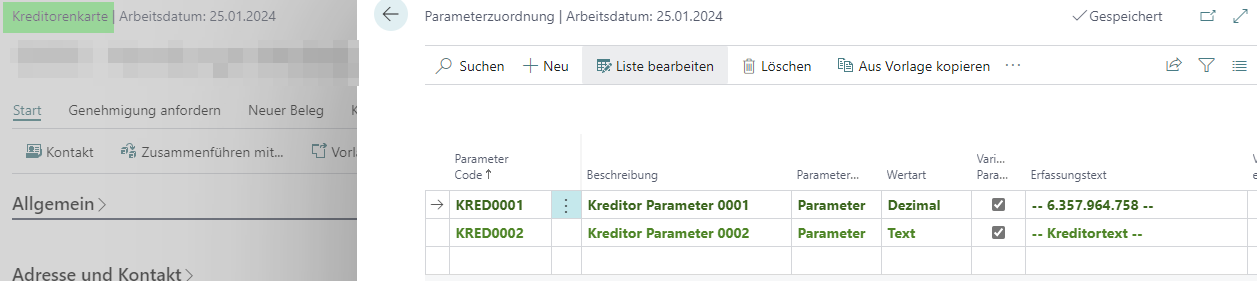 Kreditorenkarte | Arbeitsdatum: 25.01.2024
Start Genehmigung anfordern Neuer Beleg K
Kontakt Zusammenführen mit... Vorl
Allgemein
Adresse und Kontakt
Parameterzuordnung | Arbeitsdatum: 25.01.2024 Gespeichert
Suchen Neu Liste bearbeiten Löschen Aus Vorlage kopieren ...
Parameter Code ↑ Beschreibung Parameter... Wertart Vari... Para... Erfassungstext V e
KRED0001 Kreditor Parameter 0001 Parameter Dezimal -- 6.357.964.758 --
KRED0002 Kreditor Parameter 0002 Parameter Text -- Kreditortext --